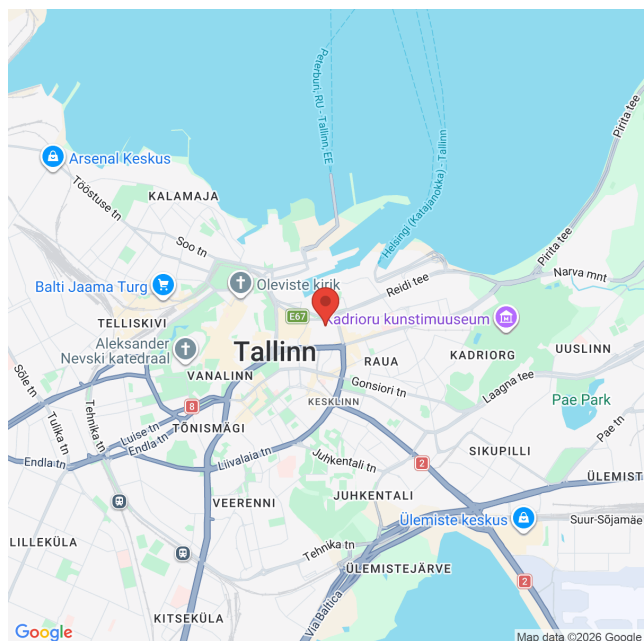 Peterburi, RU - Tallinn, EE
Helsingi (Katajanokka) - Tallinn
Pirita tee
Arsenal Keskus
Tööstuse tn
KALAMAJA
Soo tn
Pirita tee
Narva mnt
Balti Jaama Turg
Oleviste kirik
Reidi tee
E67
Kadrioru kunstimuuseum
TELLISKIVI
Aleksander
Nevski katedraal
Tallinn
RAUA
KADRIORG
UUSLINN
VANALINN
Gonsiori tn
Laagna tee
Sõle tn
Tulika tn
Tehnika tn
8
KESKLINN
Pae Park
Luise tn
Endla tn
TÕNISMÄGI
Pae tn
Endla tn
Liivalaia tn
Juhkentali tn
2
SIKUPILLI
ÜLEMIST
VEERENNI
JUHKENTALI
Ülemiste keskus
Suur-Sõjamäe
LILLEKÜLA
Tehnika tn
ÜLEMISTEJÄRVE
2
KITSEKÜLA
Via Baltica
Google
Map data ©2026 Google